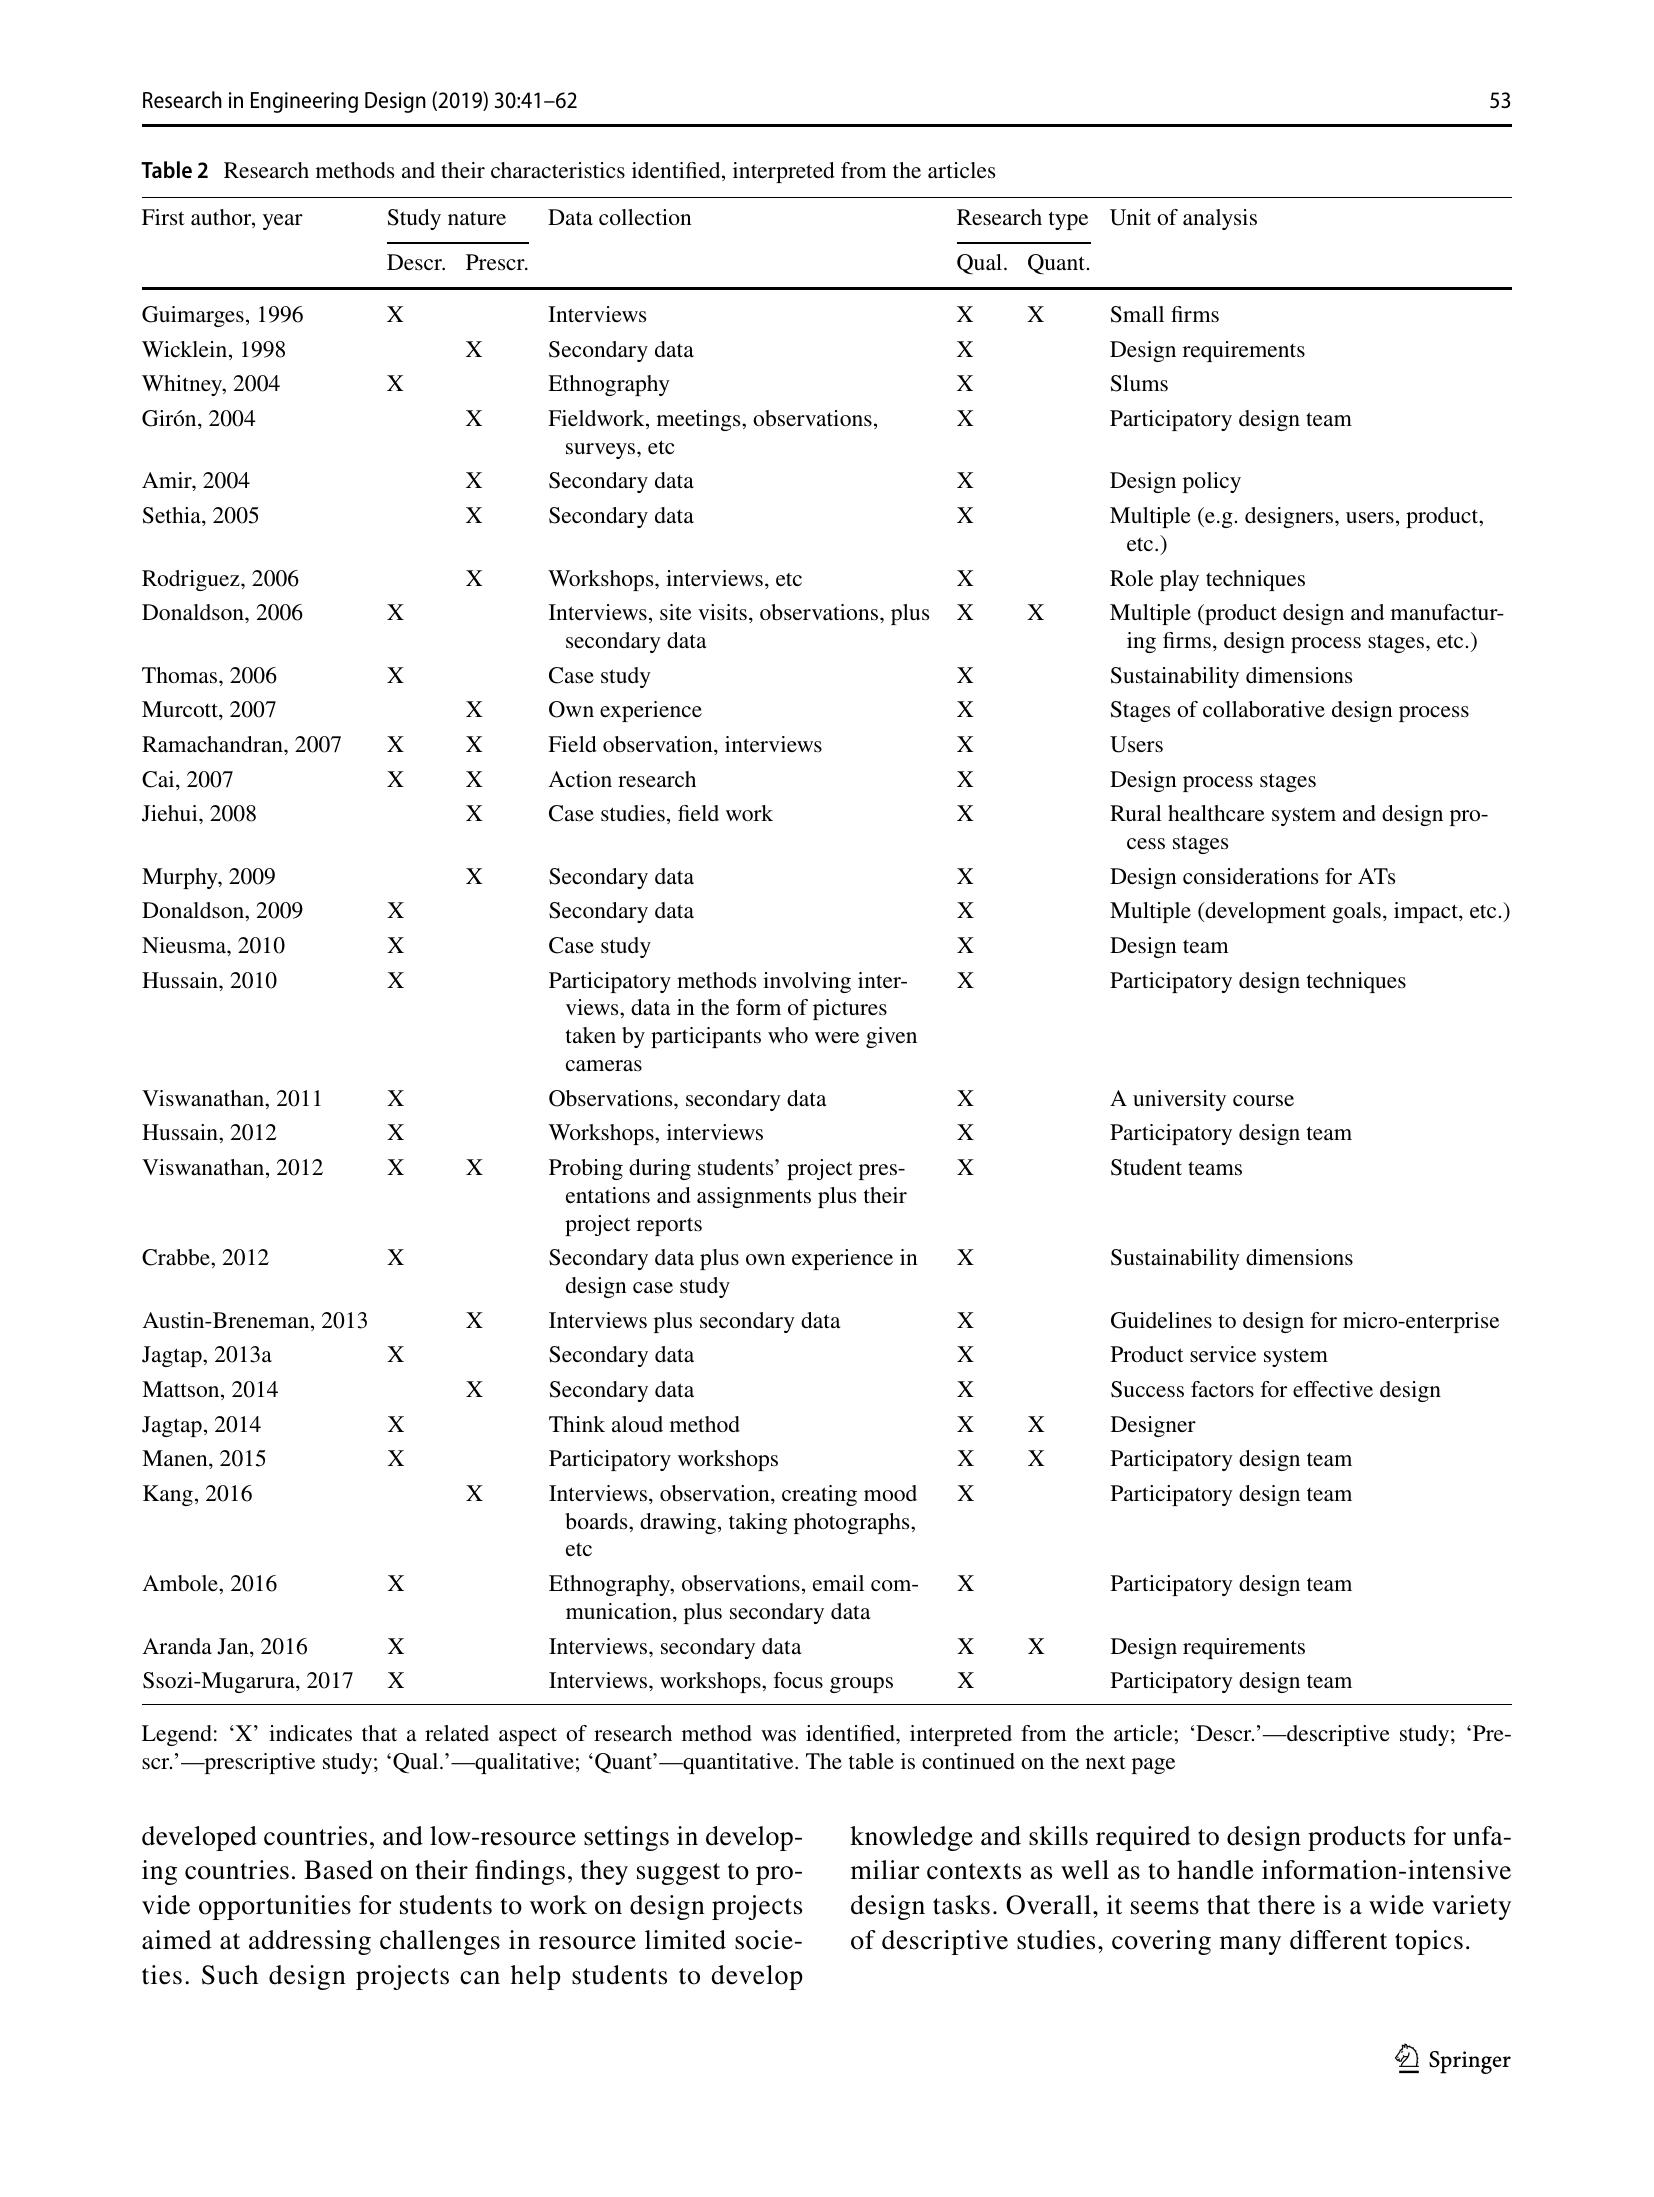 Research in Engineering Design (2019) 30:41–62 53
Table 2 Research methods and their characteristics identified, interpreted from the articles
First author, year Study nature Data collection Research type Unit of analysis
Descr. Prescr. Qual. Quant.
Guimarges, 1996 X Interviews X X Small firms
Wicklein, 1998 X Secondary data X Design requirements
Whitney, 2004 X Ethnography X Slums
Girón, 2004 X Fieldwork, meetings, observations, X Participatory design team
surveys, etc
Amir, 2004 X Secondary data X Design policy
Sethia, 2005 X Secondary data X Multiple (e.g. designers, users, product,
etc.)
Rodriguez, 2006 X Workshops, interviews, etc X Role play techniques
Donaldson, 2006 X Interviews, site visits, observations, plus X X Multiple (product design and manufactur-
secondary data ing firms, design process stages, etc.)
Thomas, 2006 X Case study X Sustainability dimensions
Murcott, 2007 X Own experience X Stages of collaborative design process
Ramachandran, 2007 X X Field observation, interviews X Users
Cai, 2007 X X Action research X Design process stages
Jiehui, 2008 X Case studies, field work X Rural healthcare system and design pro-
cess stages
Murphy, 2009 X Secondary data X Design considerations for ATs
Donaldson, 2009 X Secondary data X Multiple (development goals, impact, etc.)
Nieusma, 2010 X Case study X Design team
Hussain, 2010 X Participatory methods involving inter- X Participatory design techniques
views, data in the form of pictures
taken by participants who were given
cameras
Viswanathan, 2011 X Observations, secondary data X A university course
Hussain, 2012 X Workshops, interviews X Participatory design team
Viswanathan, 2012 X X Probing during students’ project pres- X Student teams
entations and assignments plus their
project reports
Crabbe, 2012 X Secondary data plus own experience in X Sustainability dimensions
design case study
Austin-Breneman, 2013 X Interviews plus secondary data X Guidelines to design for micro-enterprise
Jagtap, 2013a X Secondary data X Product service system
Mattson, 2014 X Secondary data X Success factors for effective design
Jagtap, 2014 X Think aloud method X X Designer
Manen, 2015 X Participatory workshops X X Participatory design team
Kang, 2016 X Interviews, observation, creating mood X Participatory design team
boards, drawing, taking photographs,
etc
Ambole, 2016 X Ethnography, observations, email com- X Participatory design team
munication, plus secondary data
Aranda Jan, 2016 X Interviews, secondary data X X Design requirements
Ssozi-Mugarura, 2017 X Interviews, workshops, focus groups X Participatory design team
Legend: ‘X’ indicates that a related aspect of research method was identified, interpreted from the article; ‘Descr.’—descriptive study; ‘Pre-
scr.’—prescriptive study; ‘Qual.’—qualitative; ‘Quant’—quantitative. The table is continued on the next page
developed countries, and low-resource settings in develop-
ing countries. Based on their findings, they suggest to pro-
vide opportunities for students to work on design projects
aimed at addressing challenges in resource limited socie-
ties. Such design projects can help students to develop
knowledge and skills required to design products for unfa-
miliar contexts as well as to handle information-intensive
design tasks. Overall, it seems that there is a wide variety
of descriptive studies, covering many different topics.
Springer